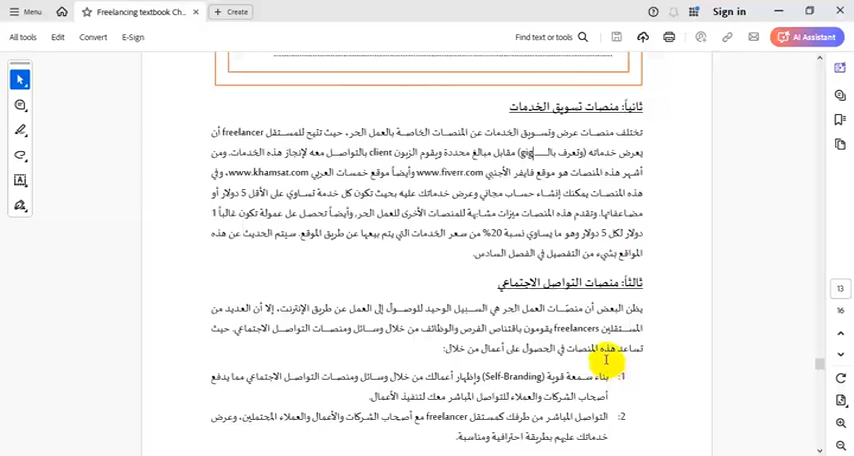 Menu
Freelancing textbook Ch...
Create
Sign in
All tools
Edit
Convert
E-Sign
Find text or tools
AI Assistant
ثانياً: منصات تسويق الخدمات
تختلف منصات عرض وتسويق الخدمات عن المنصات الخاصة بالعمل الحر، حيث تتيح للمستقل freelancer أن
يعرض خدماته (وتعرف بالـ gig) مقابل مبالغ محددة ويقوم الزبون client بالتواصل معه لإنجاز هذه الخدمات. ومن
أشهر هذه المنصات هو موقع فايفر الأجنبي www.fiverr.com وأيضاً موقع خمسات العربي www.khamsat.com، وفي
هذه المنصات يمكنك إنشاء حساب مجاني وعرض خدماتك عليه بحيث تكون كل خدمة تساوي على الأقل 5 دولار أو
مضاعفاتها. وتقدم هذه المنصات ميزات مشابهة للمنصات الأخرى للعمل الحر. وأيضاً تحصل عل عمولة تكون غالباً 1
دولار لكل 5 دولار وهو ما يساوي نسبة 20% من سعر الخدمات التي يتم بيعها عن طريق الموقع. سيتم الحديث عن هذه
المواقع بشيء من التفصيل في الفصل السادس.
ثالثاً: منصات التواصل الاجتماعي
يظن البعض أن منصّات العمل الحر هي السبيل الوحيد للوصول إلى العمل عن طريق الإنترنت، إلا أن العديد من
المستقلين freelancers يقومون باقتناص الفرص والوظائف من خلال وسائل ومنصات التواصل الاجتماعي. حيث
تساعد هذه المنصات في الحصول على أعمال من خلال:
1: بناء سمعة قوية (Self-Branding) وإظهار أعمالك من خلال وسائل ومنصات التواصل الاجتماعي مما يدفع
أصحاب الشركات والعملاء للتواصل المباشر معك لتنفيذ الأعمال.
2: التواصل المباشر من طرفك كمستقل freelancer مع أصحاب الشركات والأعمال والعملاء المحتملين، وعرض
خدماتك عليهم بطريقة احترافية ومناسبة.
13
16